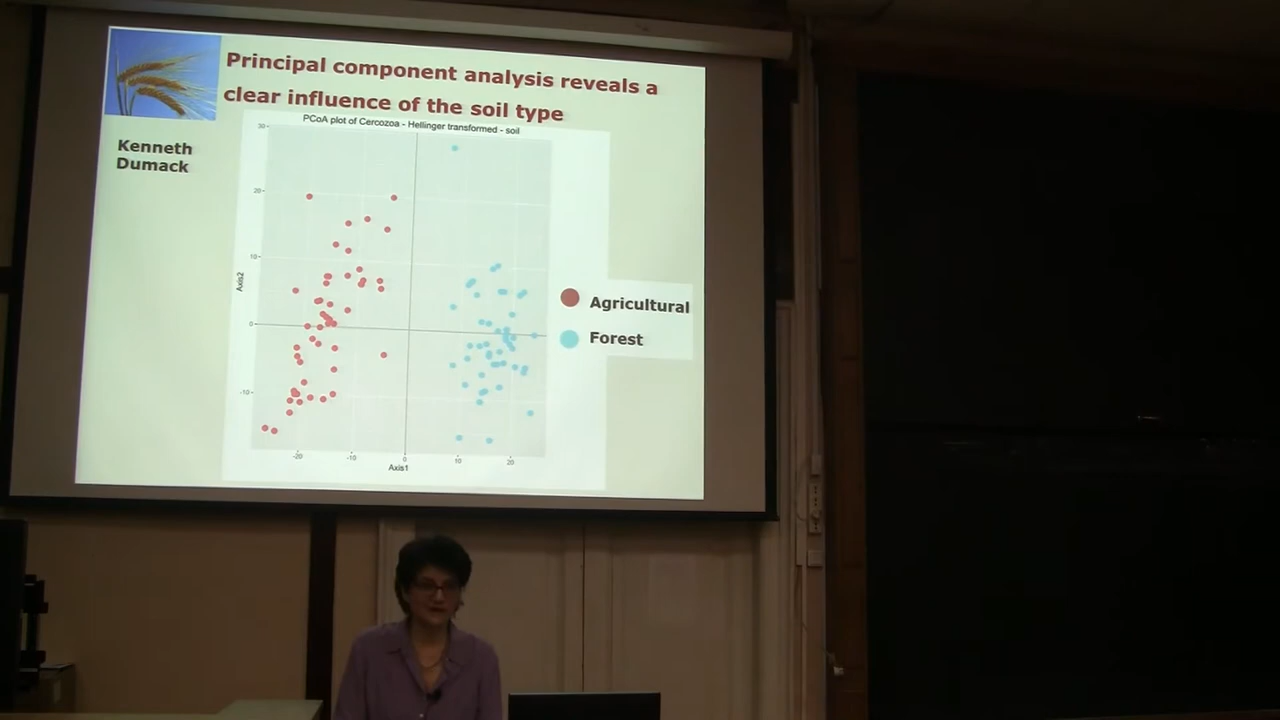 Principal component analysis reveals a
clear influence of the soil type
PCoA plot of Cercozoa - Hellinger transformed - soil
Kenneth
Dumack
30
20
10
0
-10
Axis2
-20
-10
0
10
20
Axis1
Agricultural
Forest